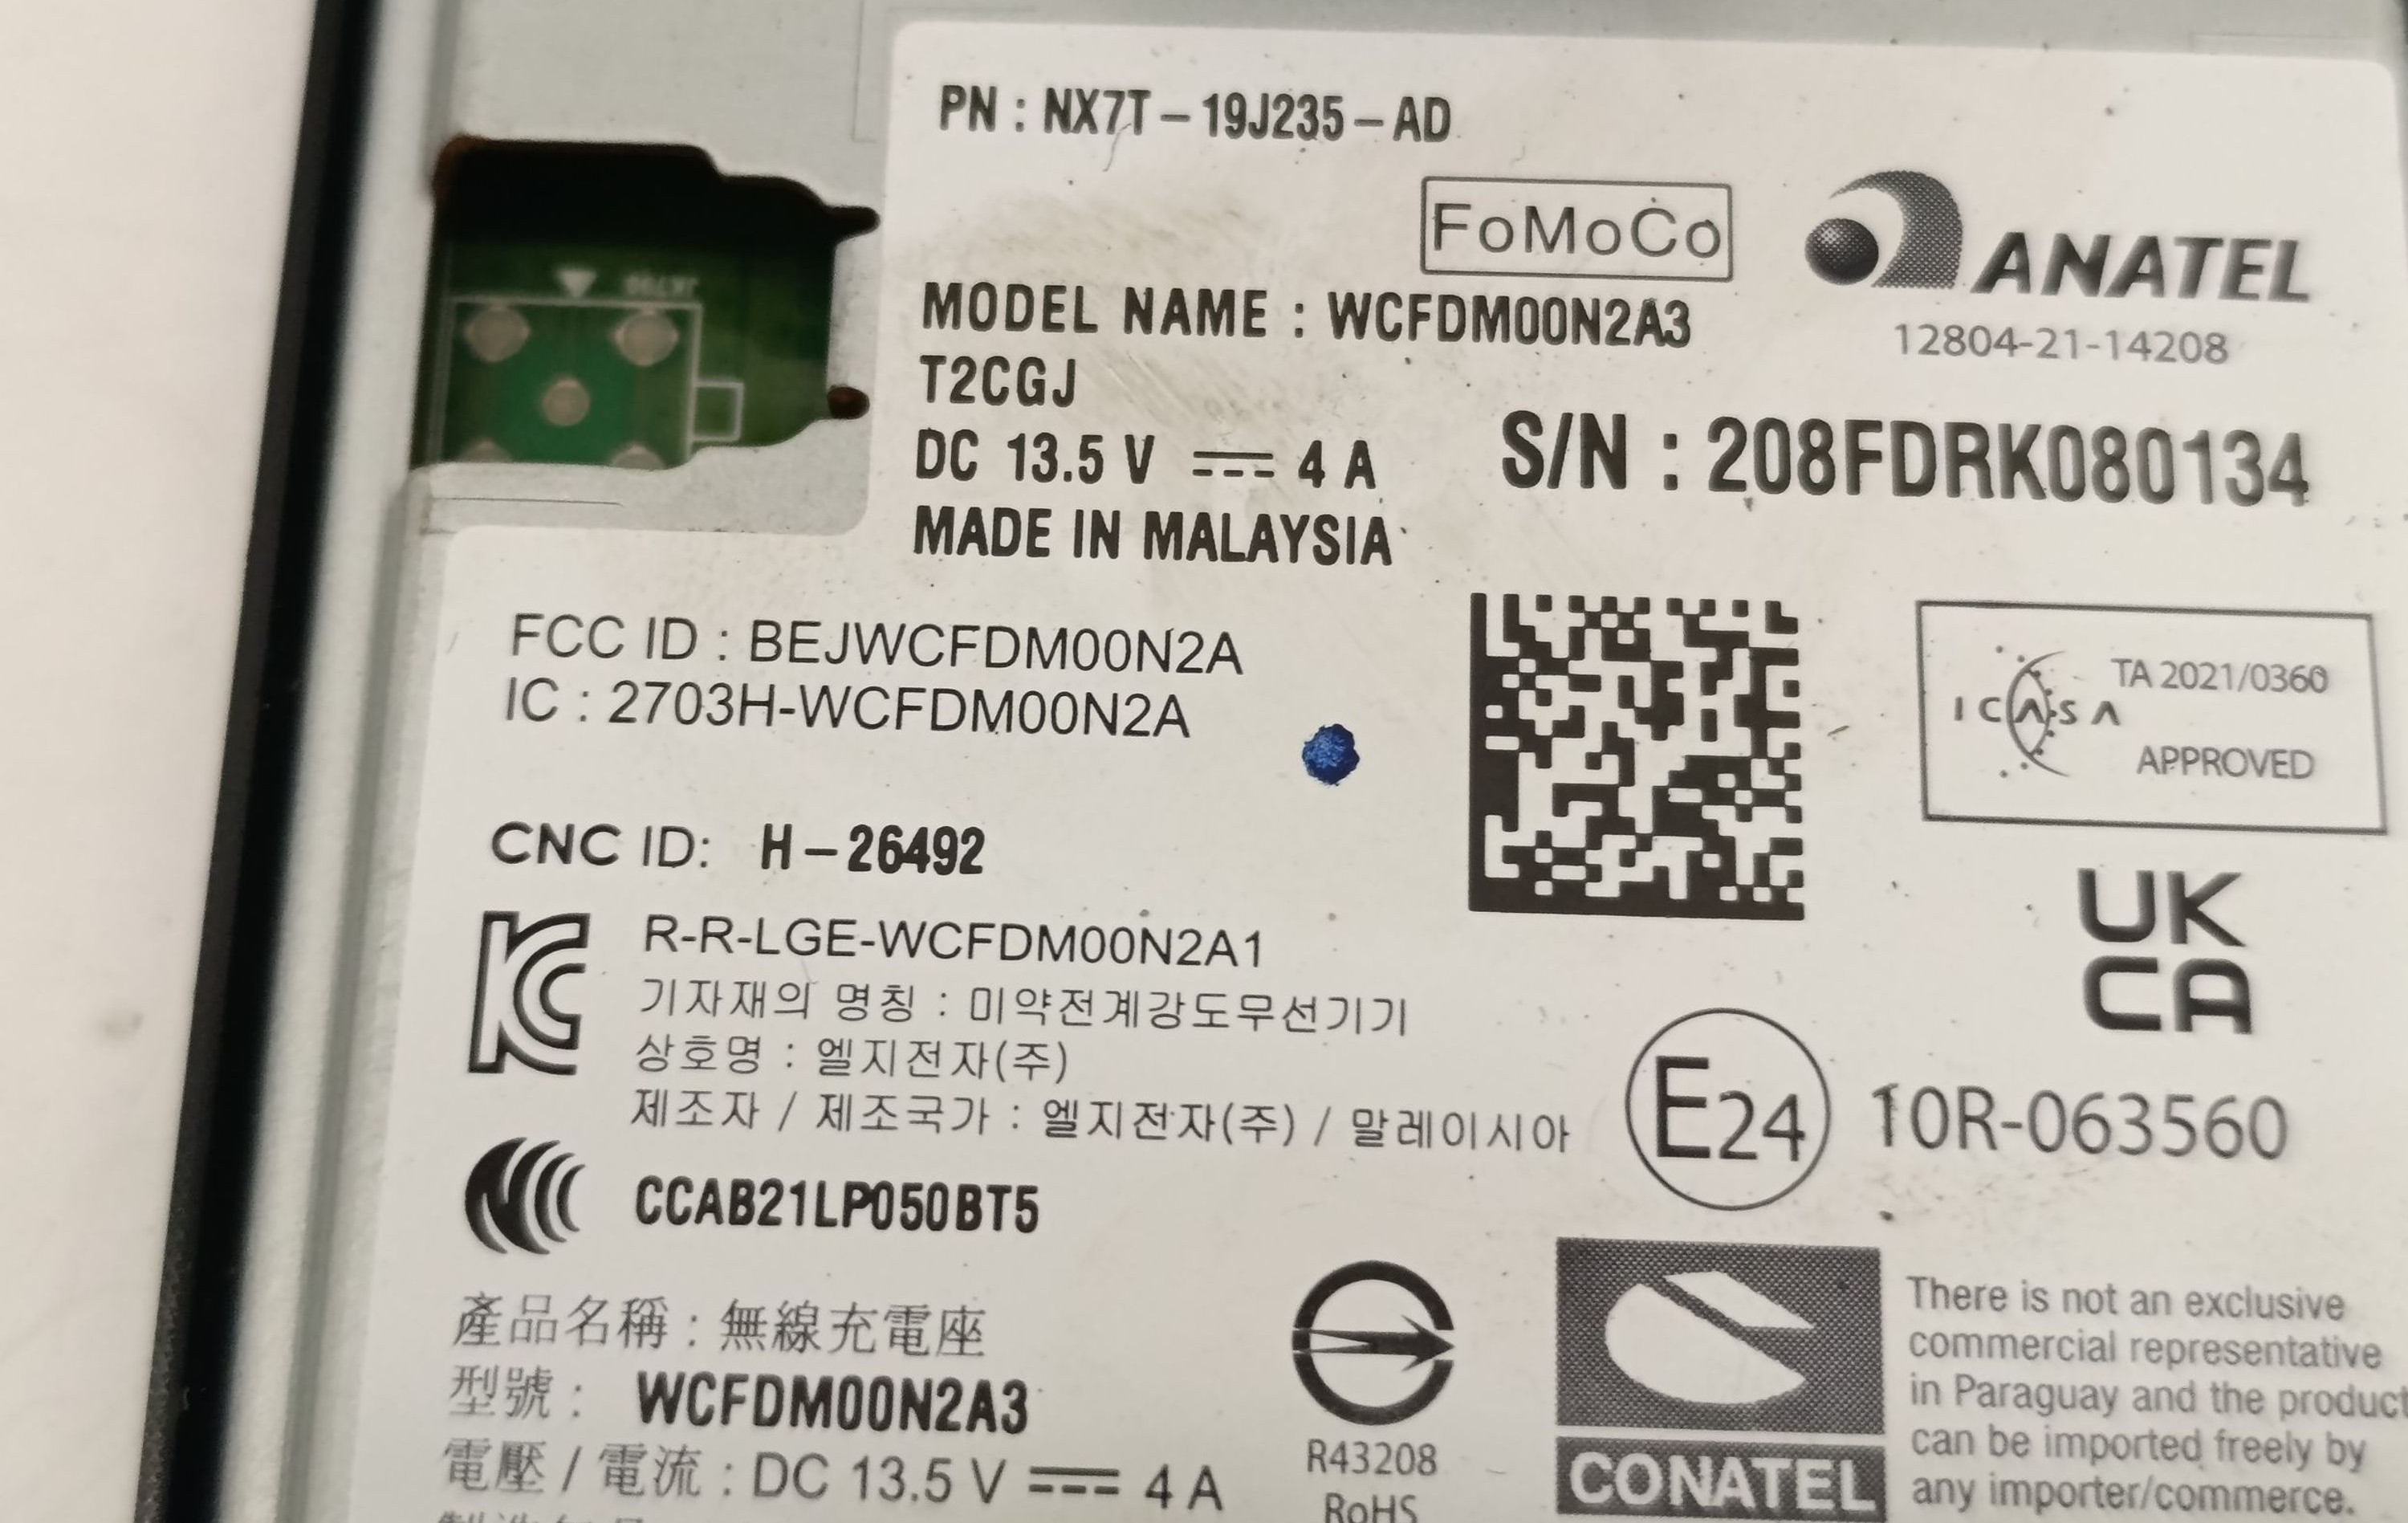 PN : NX7T – 19J235 – AD
FoMoCo
ANATEL
12804-21-14208
MODEL NAME : WCFDM00N2A3
T2CGJ
DC 13.5 V ⎓ 4 A
MADE IN MALAYSIA
S/N : 208FDRK080134
FCC ID : BEJWCFDM00N2A
IC : 2703H-WCFDM00N2A
ICASA
TA 2021/0360
APPROVED
CNC ID: H – 26492
UK
CA
R-R-LGE-WCFDM00N2A1
기자재의 명칭 : 미약전계강도무선기기
상호명 : 엘지전자(주)
제조자 / 제조국가 : 엘지전자(주) / 말레이시아
E24 10R-063560
CCAB21LP050BT5
產品名稱 : 無線充電座
型號 : WCFDM00N2A3
電壓 / 電流 : DC 13.5 V ⎓ 4 A
R43208
RoHS
CONATEL
There is not an exclusive
commercial representative
in Paraguay and the product
can be imported freely by
any importer/commerce.